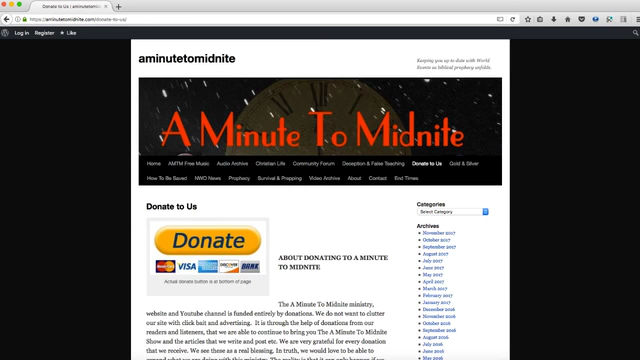 Donate to Us | aminutetomidnit
https://aminutetomidnite.com/donate-to-us/
Log In Register Like
aminutetomidnite
Keeping you up to date with World
Events as biblical prophecy unfolds.
A Minute To Midnite
Home AMTM Free Music Audio Archive Christian Life Community Forum Deception & False Teaching Donate to Us Gold & Silver
How To Be Saved NWO News Prophecy Survival & Prepping Video Archive About Contact End Times
Donate to Us
Donate
VISA DISCOVER BANK
Actual donate button is at bottom of page
ABOUT DONATING TO A MINUTE
TO MIDNITE
The A Minute To Midnite ministry,
website and Youtube channel is funded entirely by donations. We do not want to clutter
our site with click bait and advertising. It is through the help of donations from our
readers and listeners, that we are able to continue to bring you The A Minute To Midnite
Show and the articles that we write and post etc. We are very grateful for every donation
that we receive. We see these as a real blessing. In truth, we would love to be able to
Categories
Select Category
Archives
November 2017
October 2017
September 2017
August 2017
July 2017
June 2017
May 2017
April 2017
March 2017
February 2017
January 2017
December 2016
November 2016
October 2016
September 2016
August 2016
July 2016
June 2016
May 2016